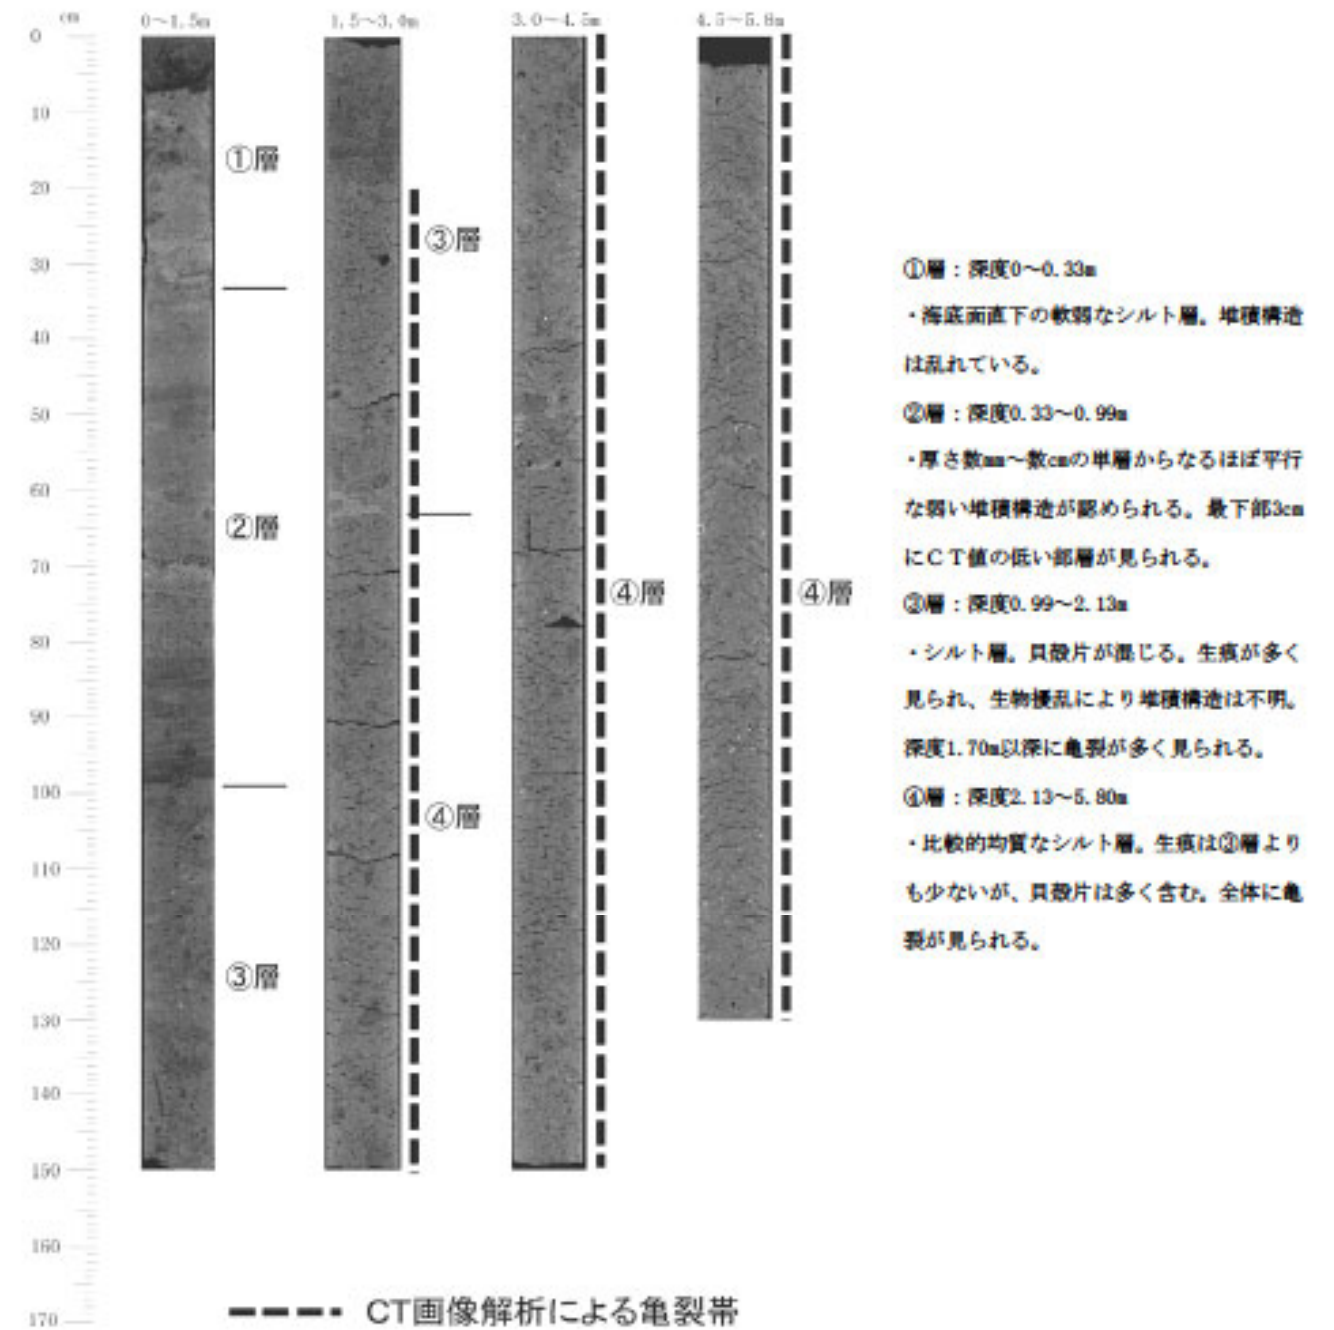 cm
0～1.5m
1.5～3.0m
3.0～4.5m
4.5～5.8m
0
10
20
30
40
50
60
70
80
90
100
110
120
130
140
150
160
170
①層
②層
③層
③層
④層
④層
④層
①層：深度0～0.33m
・海底面直下の軟弱なシルト層。堆積構造
は乱れている。
②層：深度0.33～0.99m
・厚さ数mm～数cmの単層からなるほぼ平行
な弱い堆積構造が認められる。最下部3cm
にCT値の低い部層が見られる。
③層：深度0.99～2.13m
・シルト層。貝殻片が混じる。生痕が多く
見られ、生物擾乱により堆積構造は不明。
深度1.70m以深に亀裂が多く見られる。
④層：深度2.13～5.80m
・比較的均質なシルト層。生痕は③層より
も少ないが、貝殻片は多く含む。全体に亀
裂が見られる。
CT画像解析による亀裂帯